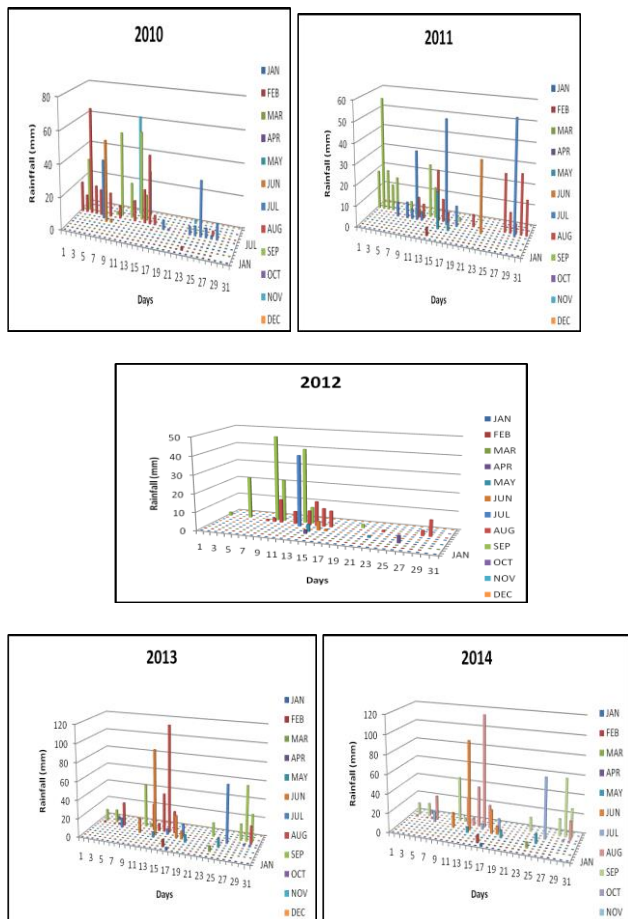 2010
80
60
40
20
0
Rainffall (mm)
1 3 5 7 9 11 13 15 17 19 21 23 25 27 29 31
Days
JUL
JAN
JAN
FEB
MAR
APR
MAY
JUN
JUL
AUG
SEP
OCT
NOV
DEC
2011
60
50
40
30
20
10
0
Rainfall (mm)
1 3 5 7 9 11 13 15 17 19 21 23 25 27 29 31
Days
JAN
JAN
FEB
MAR
APR
MAY
JUN
JUL
AUG
SEP
OCT
NOV
DEC
2012
50
40
30
20
10
0
Rainfall (mm)
1 3 5 7 9 11 13 15 17 19 21 23 25 27 29 31
Days
JAN
JAN
FEB
MAR
APR
MAY
JUN
JUL
AUG
SEP
OCT
NOV
DEC
2013
120
100
80
60
40
20
0
Rainfall (mm)
1 3 5 7 9 11 13 15 17 19 21 23 25 27 29 31
Days
JAN
JAN
FEB
MAR
APR
MAY
JUN
JUL
AUG
SEP
OCT
NOV
DEC
2014
120
100
80
60
40
20
0
Rainfall (mm)
1 3 5 7 9 11 13 15 17 19 21 23 25 27 29 31
Days
JAN
JAN
FEB
MAR
APR
MAY
JUN
JUL
AUG
SEP
OCT
NOV